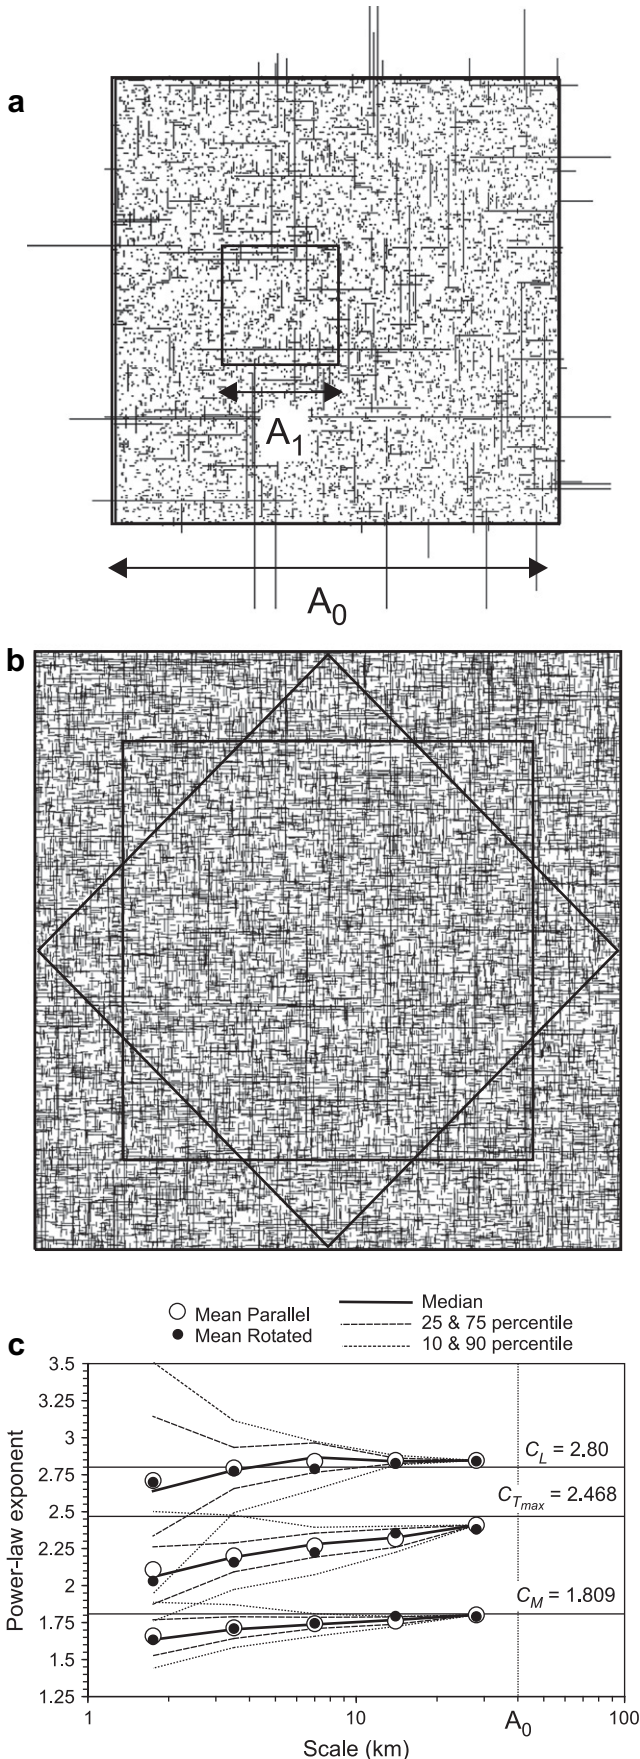 a
A1
A0
b
Mean Parallel
Mean Rotated
Median
25 & 75 percentile
10 & 90 percentile
c
3.5
3.25
3
2.75
2.5
2.25
2
1.75
1.5
1.25
Power-law exponent
CL = 2.80
CTmax = 2.468
CM = 1.809
1
10
A0
100
Scale (km)